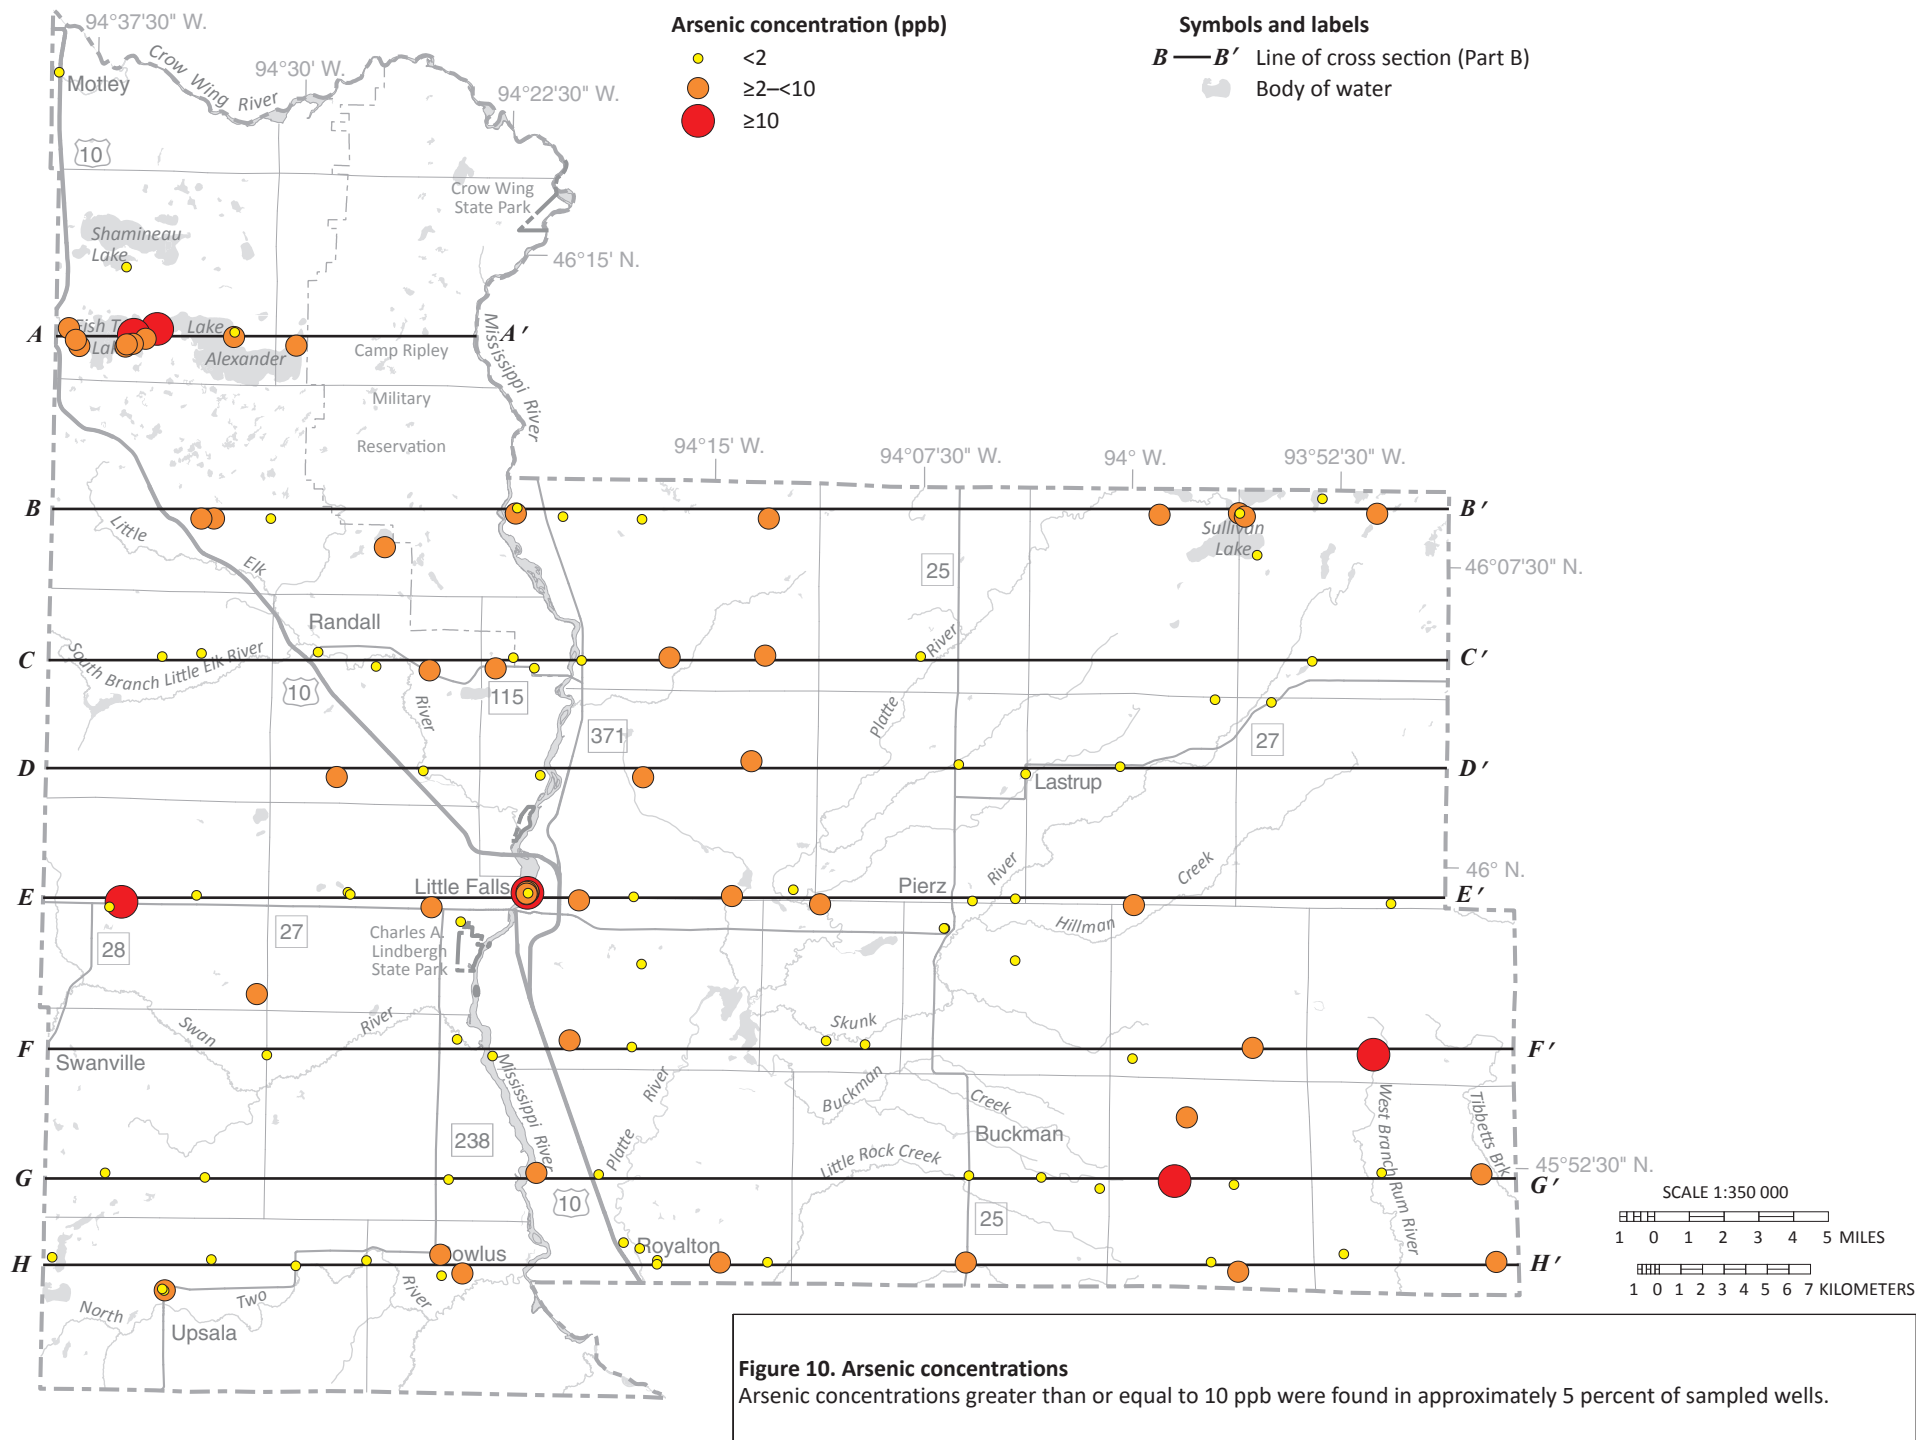 94°37'30" W.
Arsenic concentration (ppb)
Symbols and labels
<2
≥2–<10
≥10
B B′ Line of cross section (Part B)
Body of water
Crow Wing River
94°30' W.
94°22'30" W.
Motley
10
Crow Wing
State Park
Shamineau
Lake
46°15' N.
A
Lake
A′
Alexander
Camp Ripley
Mississippi River
Military
Reservation
94°15' W.
94°07'30" W.
94° W.
93°52'30" W.
B
B′
Little
Elk
Sullivan
Lake
25
46°07'30" N.
Randall
River
C
C′
South Branch Little Elk River
10
115
River
Platte
371
27
D
D′
Lastrup
46° N.
River
Creek
E
Little Falls
Pierz
E′
28
27
Charles A.
Lindbergh
State Park
Hillman
Swan
River
Skunk
F
F′
Swanville
Mississippi River
River
Buckman
Creek
West Branch Rum River
Tibbetts Brk
238
Platte
Buckman
Little Rock Creek
45°52'30" N.
G
G′
10
25
SCALE 1:350 000
1 0 1 2 3 4 5 MILES
1 0 1 2 3 4 5 6 7 KILOMETERS
owlus
Royalton
H
H′
North
Two
River
Upsala
Figure 10. Arsenic concentrations
Arsenic concentrations greater than or equal to 10 ppb were found in approximately 5 percent of sampled wells.